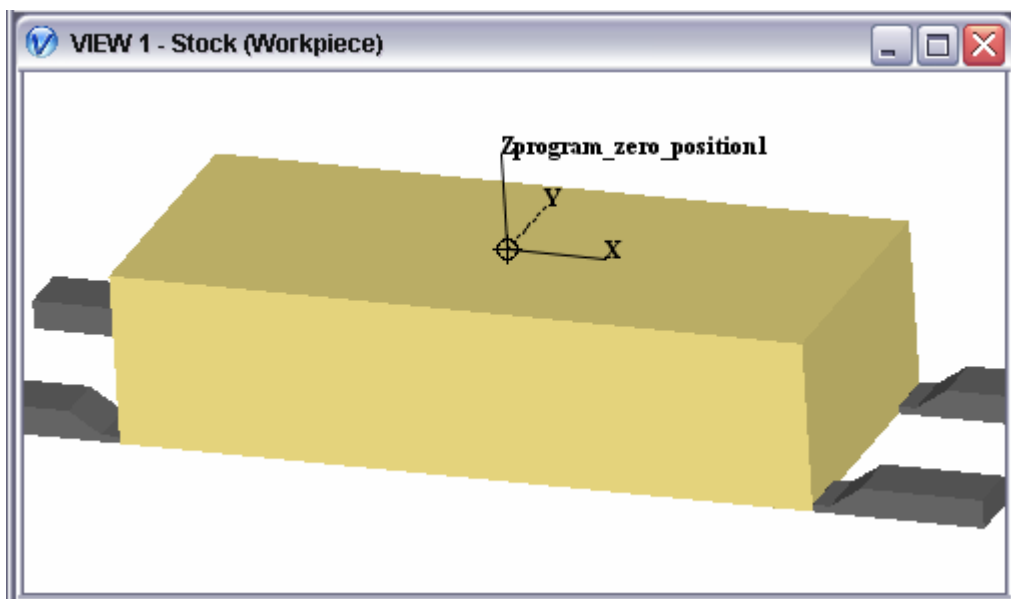 VIEW 1 - Stock (Workpiece)
Zprogram_zero_position1
Y
X